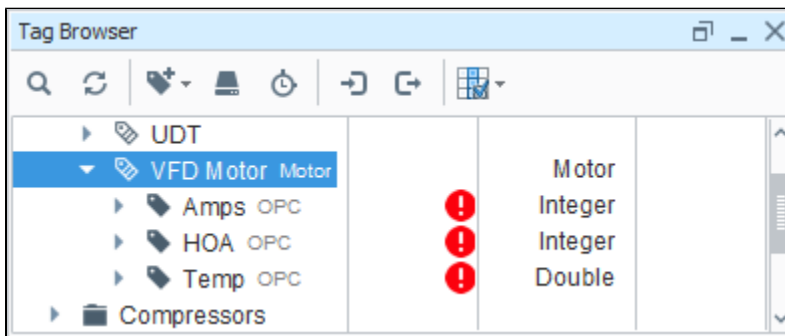 Tag Browser
UDT
VFD Motor Motor Motor
Amps OPC Integer
HOA OPC Integer
Temp OPC Double
Compressors